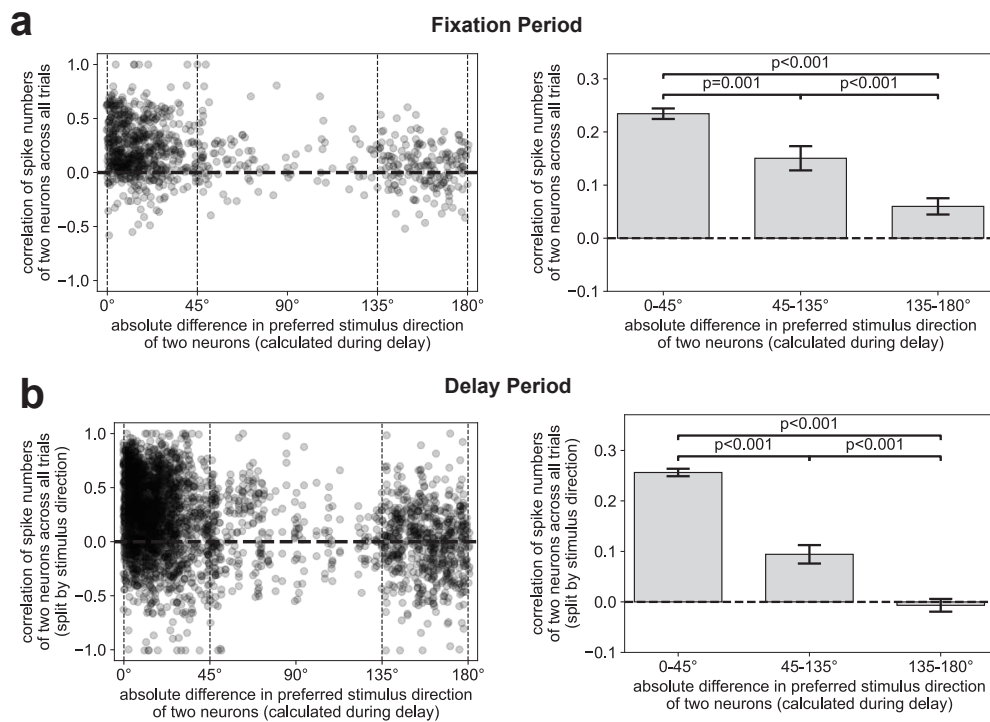 a
Fixation Period
correlation of spike numbers
of two neurons across all trials
1.0
0.5
0.0
−0.5
−1.0
0°
45°
90°
135°
180°
absolute difference in preferred stimulus direction
of two neurons (calculated during delay)
correlation of spike numbers
of two neurons across all trials
0.3
0.2
0.1
0.0
−0.1
p<0.001
p=0.001
p<0.001
0-45°
45-135°
135-180°
absolute difference in preferred stimulus direction
of two neurons (calculated during delay)
b
Delay Period
correlation of spike numbers
of two neurons across all trials
(split by stimulus direction)
1.0
0.5
0.0
−0.5
−1.0
0°
45°
90°
135°
180°
absolute difference in preferred stimulus direction
of two neurons (calculated during delay)
correlation of spike numbers
of two neurons across all trials
(split by stimulus direction)
0.3
0.2
0.1
0.0
−0.1
p<0.001
p<0.001
p<0.001
0-45°
45-135°
135-180°
absolute difference in preferred stimulus direction
of two neurons (calculated during delay)